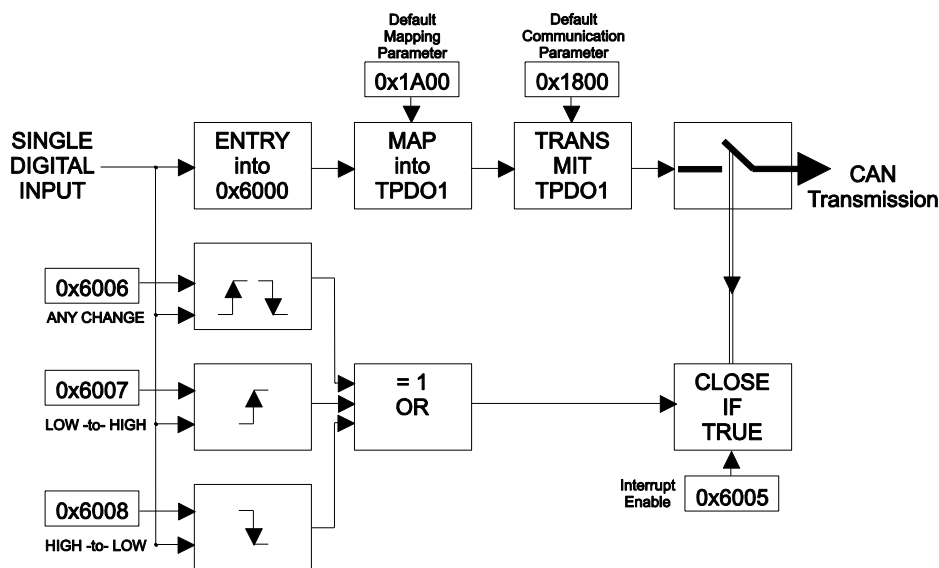 Default
Mapping
Parameter
0x1A00
Default
Communication
Parameter
0x1800
SINGLE
DIGITAL
INPUT
ENTRY
into
0x6000
MAP
into
TPDO1
TRANS
MIT
TPDO1
CAN
Transmission
0x6006
ANY CHANGE
0x6007
LOW -to- HIGH
0x6008
HIGH -to- LOW
= 1
OR
CLOSE
IF
TRUE
Interrupt
Enable
0x6005